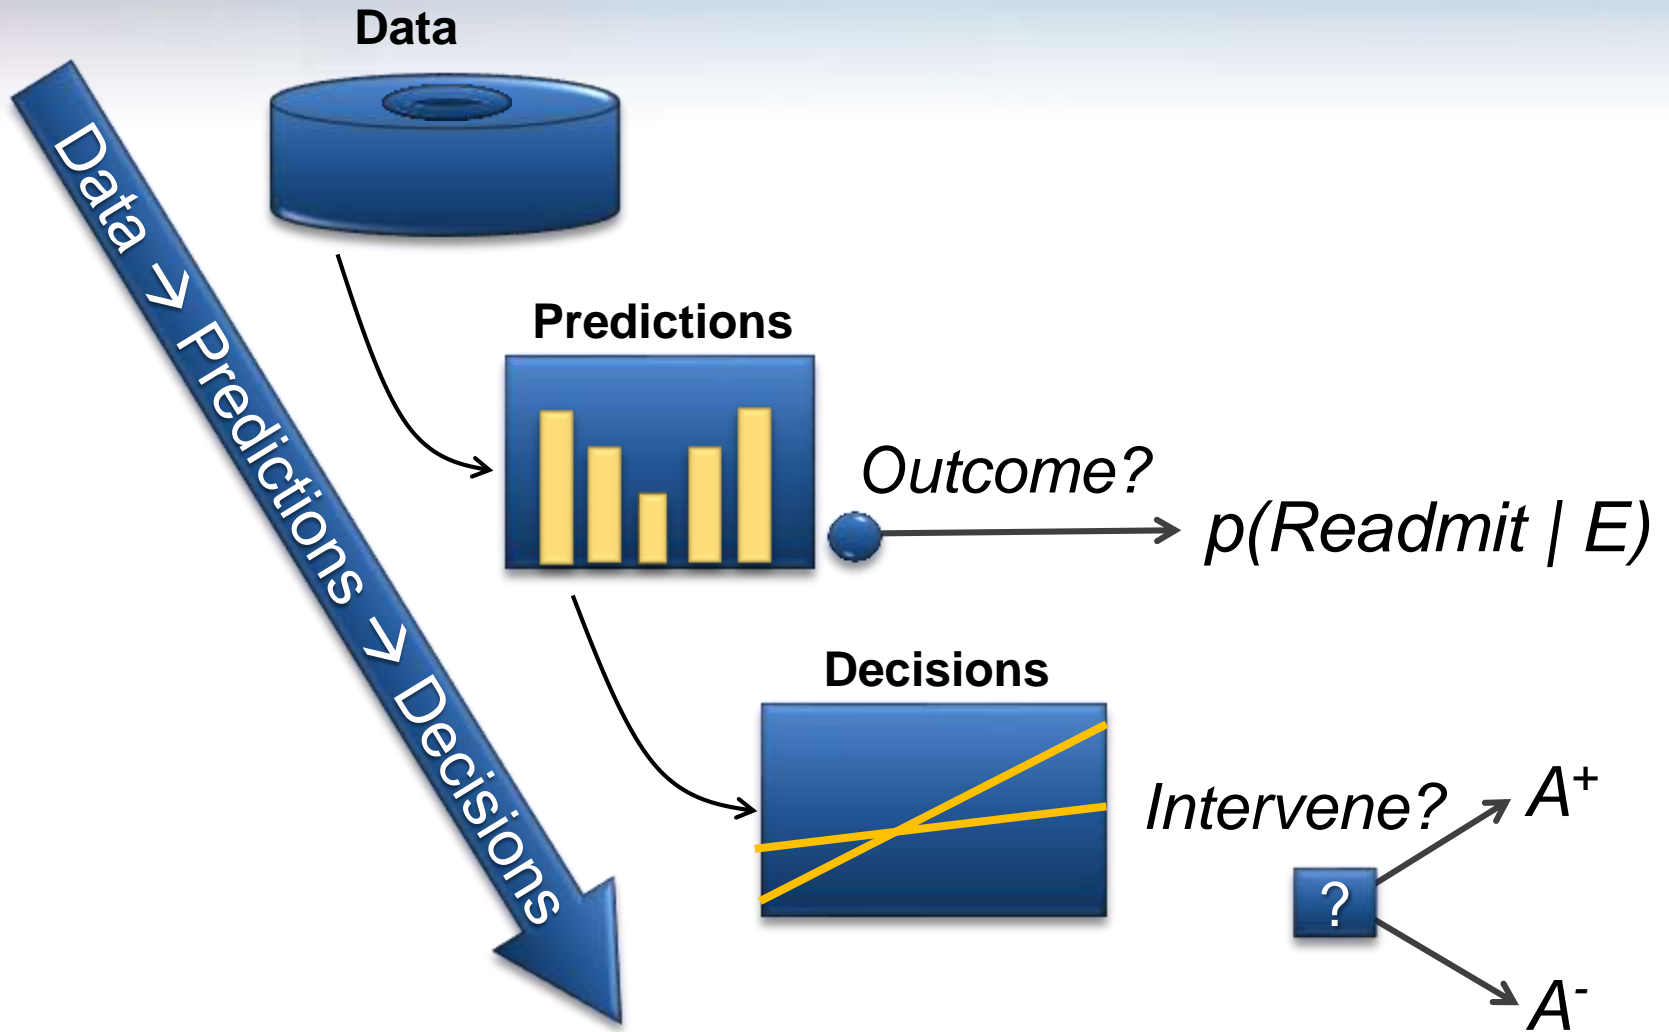 Data
Data → Predictions → Decisions
Predictions
Outcome?
p(Readmit | E)
Decisions
Intervene?
A⁺
?
A⁻